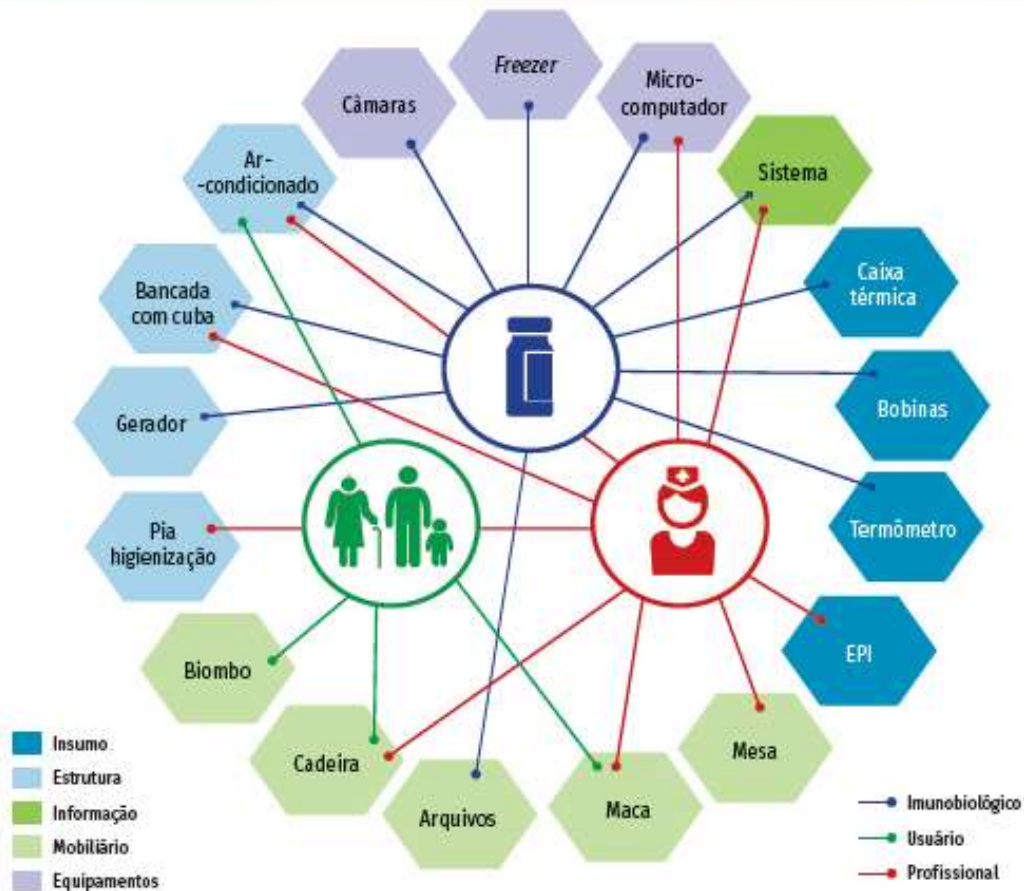 Freezer
Micro-
computador
Câmaras
Sistema
Ar-
-condicionado
Caixa
térmica
Bancada
com cuba
Bobinas
Gerador
Termômetro
Pia
higienização
EPI
Biombo
Mesa
Cadeira
Maca
Arquivos
Insumo
Estrutura
Informação
Mobiliário
Equipamentos
Imunobiológico
Usuário
Profissional